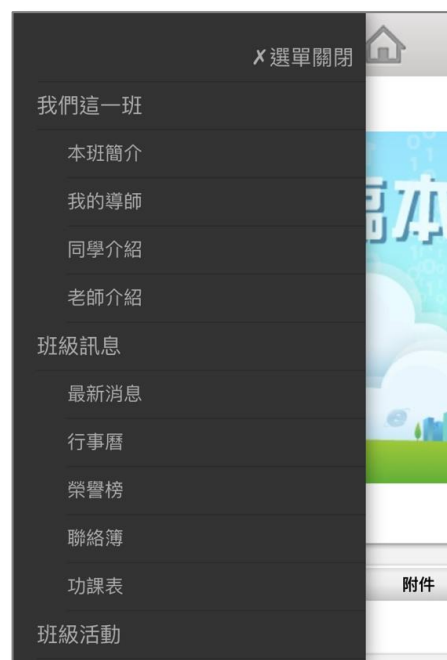 ✗選單關閉
我們這一班
本班簡介
我的導師
同學介紹
老師介紹
班級訊息
最新消息
行事曆
榮譽榜
聯絡簿
功課表
班級活動
本
附件